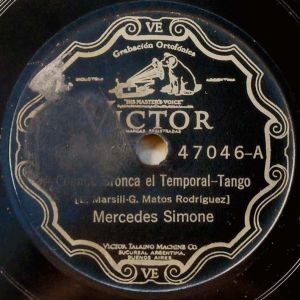 VE
Grabación Ortofónica
INDUSTRIA
ARGENTINA
"HIS MASTER'S VOICE"
VICTOR
MARCAS REGISTRADAS
47046-A
Bronca el Temporal-Tango
[E. Marsili-G. Matos Rodriguez]
Mercedes Simone
VICTOR TALKING MACHINE CO.
SUCURSAL ARGENTINA,
BUENOS AIRES
VE